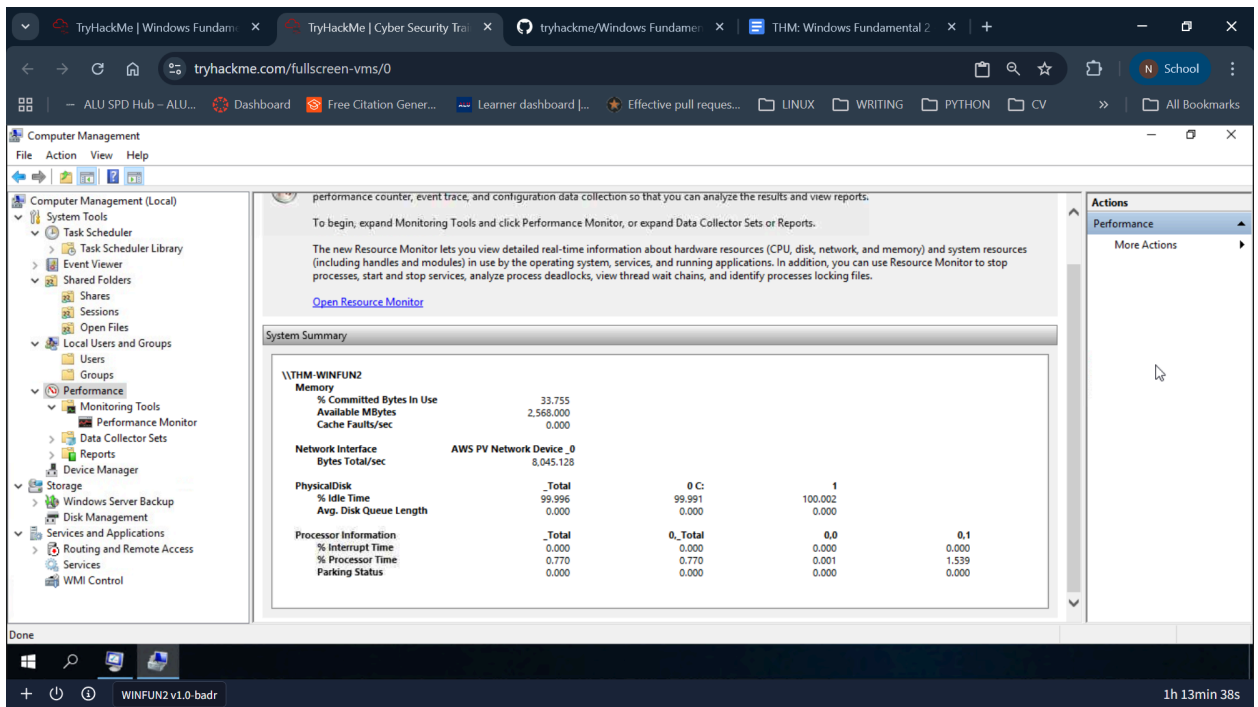 TryHackMe | Windows Fundame
TryHackMe | Cyber Security Trai
tryhackme/Windows Fundamen
THM: Windows Fundamental 2
tryhackme.com/fullscreen-vms/0
N School
ALU SPD Hub – ALU...
Dashboard
Free Citation Gener...
Learner dashboard |...
Effective pull reques...
LINUX
WRITING
PYTHON
CV
All Bookmarks
Computer Management
File Action View Help
Computer Management (Local)
System Tools
Task Scheduler
Task Scheduler Library
Event Viewer
Shared Folders
Shares
Sessions
Open Files
Local Users and Groups
Users
Groups
Performance
Monitoring Tools
Performance Monitor
Data Collector Sets
Reports
Device Manager
Storage
Windows Server Backup
Disk Management
Services and Applications
Routing and Remote Access
Services
WMI Control
performance counter, event trace, and configuration data collection so that you can analyze the results and view reports.
To begin, expand Monitoring Tools and click Performance Monitor, or expand Data Collector Sets or Reports.
The new Resource Monitor lets you view detailed real-time information about hardware resources (CPU, disk, network, and memory) and system resources
(including handles and modules) in use by the operating system, services, and running applications. In addition, you can use Resource Monitor to stop
processes, start and stop services, analyze process deadlocks, view thread wait chains, and identify processes locking files.
Open Resource Monitor
System Summary
\\THM-WINFUN2
Memory
% Committed Bytes In Use 33.755
Available MBytes 2,568.000
Cache Faults/sec 0.000
Network Interface AWS PV Network Device _0
Bytes Total/sec 8,045.128
PhysicalDisk _Total 0 C: 1
% Idle Time 99.996 99.991 100.002
Avg. Disk Queue Length 0.000 0.000 0.000
Processor Information _Total 0,_Total 0,0 0,1
% Interrupt Time 0.000 0.000 0.000 0.000
% Processor Time 0.770 0.770 0.001 1.539
Parking Status 0.000 0.000 0.000 0.000
Actions
Performance
More Actions
Done
WINFUN2 v1.0-badr
1h 13min 38s